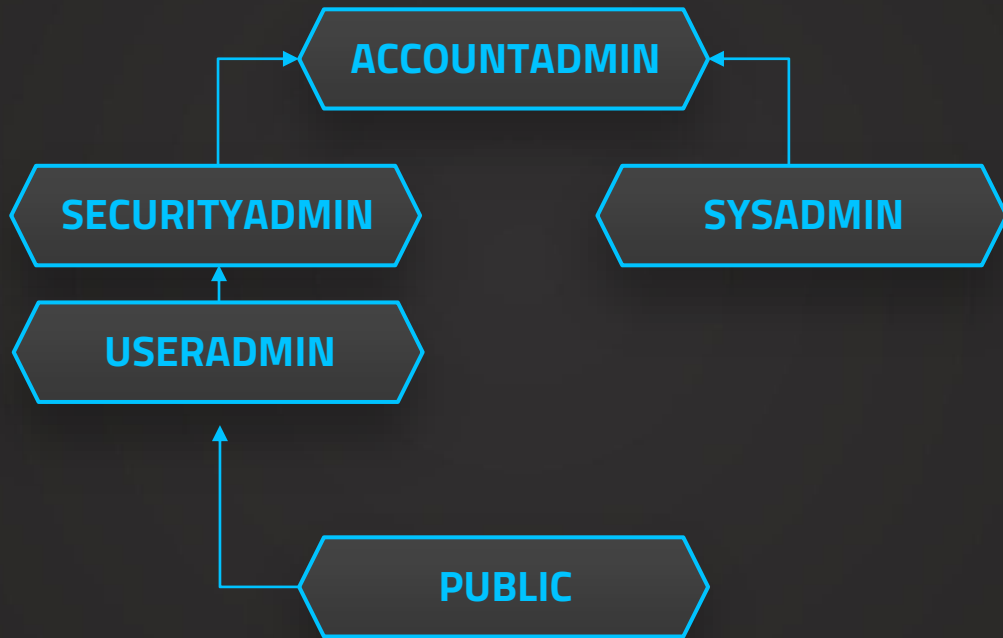 ACCOUNTADMIN
SECURITYADMIN
SYSADMIN
USERADMIN
PUBLIC